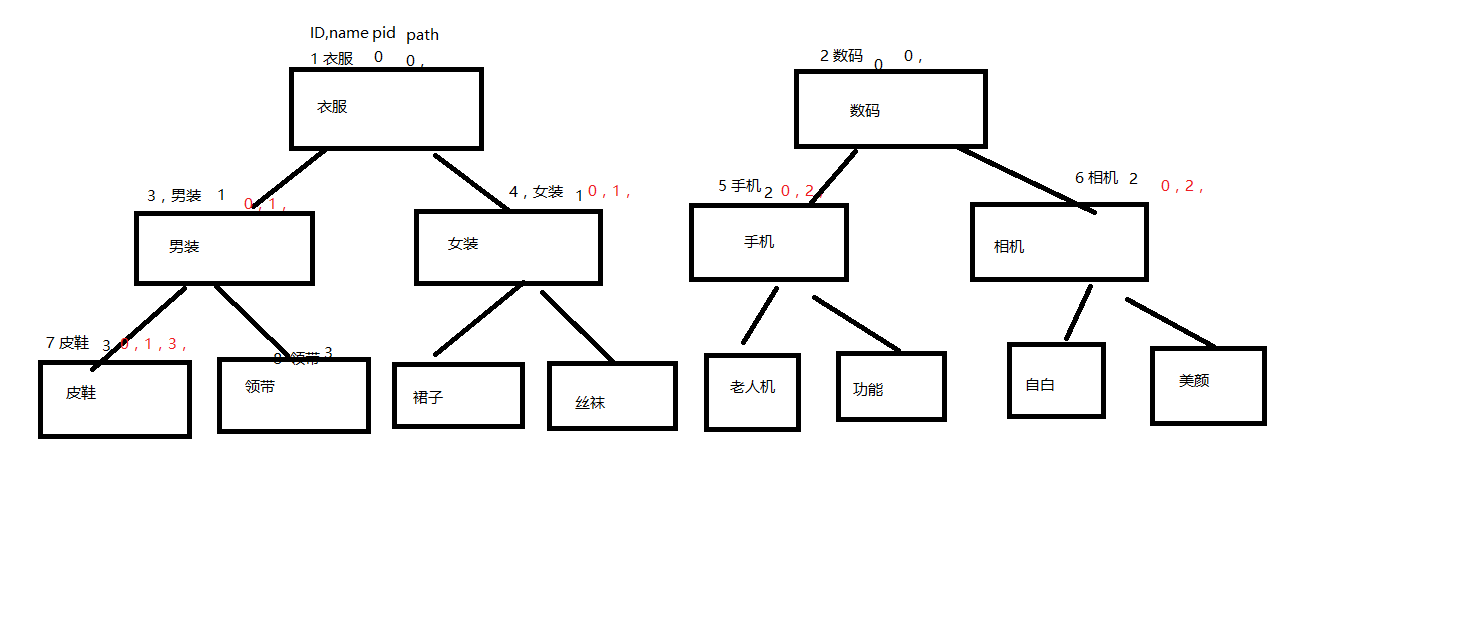 ID,name pid path
1 衣服 0 0，
2 数码 0 0，
衣服
数码
3，男装 1 0，1，
4，女装 1 0，1，
5 手机 2 0，2，
6 相机 2 0，2，
男装
女装
手机
相机
7 皮鞋 3 0，1，3，
8 领带 3
皮鞋
领带
裙子
丝袜
老人机
功能
自白
美颜